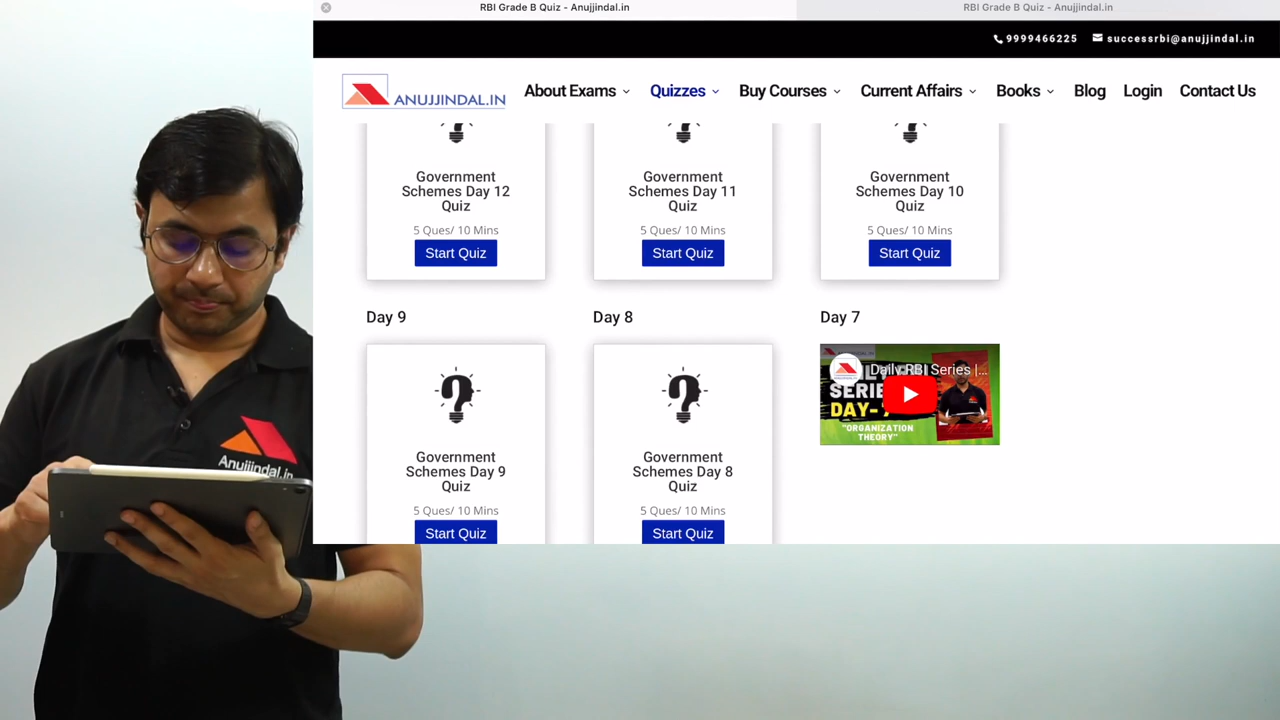 RBI Grade B Quiz - Anujjindal.in
RBI Grade B Quiz - Anujjindal.in
9999466225
successrbi@anujjindal.in
ANUJJINDAL.IN
About Exams
Quizzes
Buy Courses
Current Affairs
Books
Blog
Login
Contact Us
Government
Schemes Day 12
Quiz
5 Ques/ 10 Mins
Start Quiz
Government
Schemes Day 11
Quiz
5 Ques/ 10 Mins
Start Quiz
Government
Schemes Day 10
Quiz
5 Ques/ 10 Mins
Start Quiz
Day 9
Government
Schemes Day 9
Quiz
5 Ques/ 10 Mins
Start Quiz
Day 8
Government
Schemes Day 8
Quiz
5 Ques/ 10 Mins
Start Quiz
Day 7
Daily RBI Series |...
DAY-
"ORGANIZATION
THEORY"
Anujjindal.in